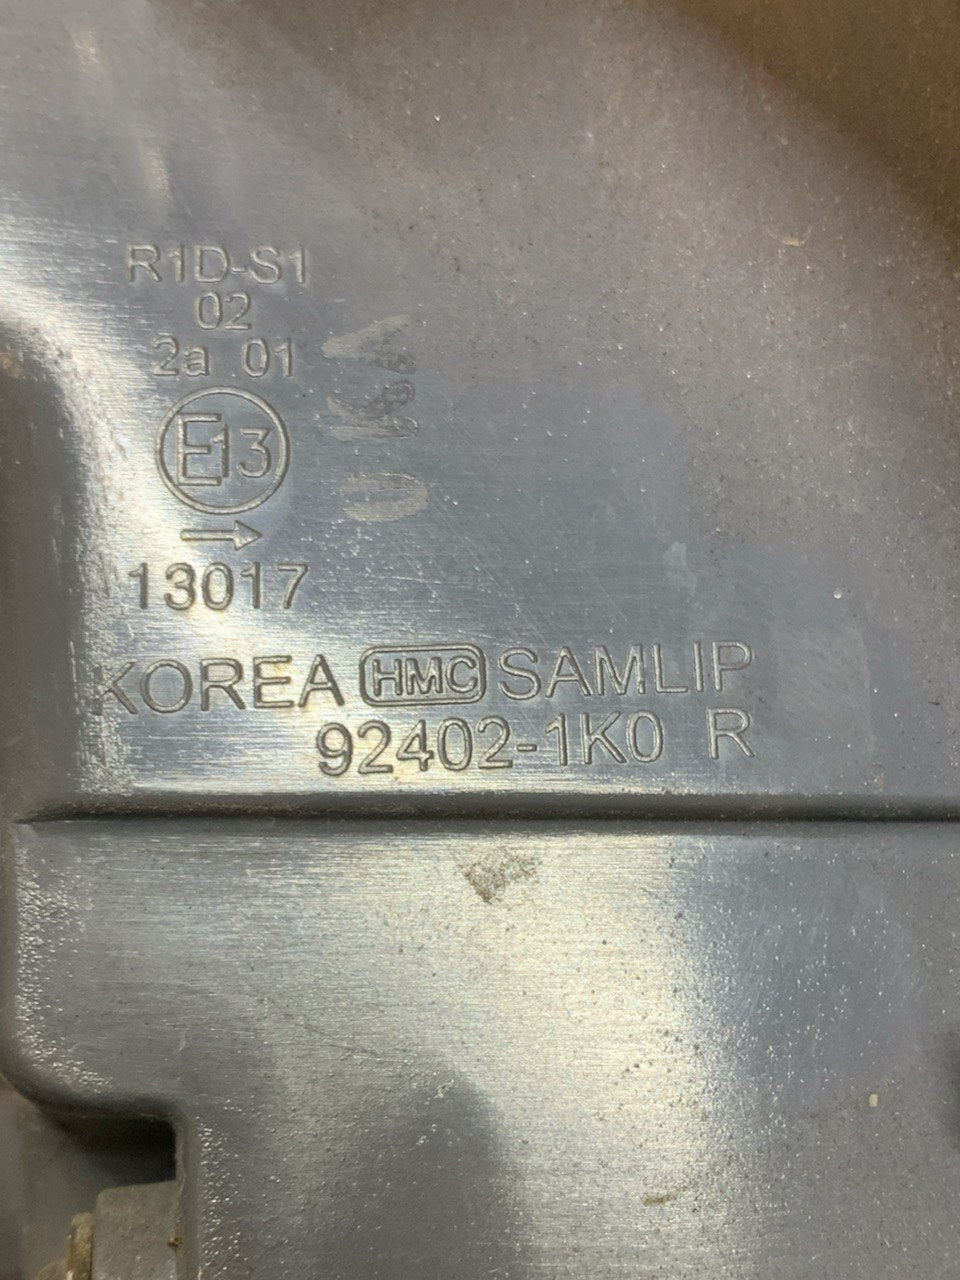 R1D-S1
02
2a 01
E13
→
13017
KOREA HMC SAMLIP
92402-1K0 R